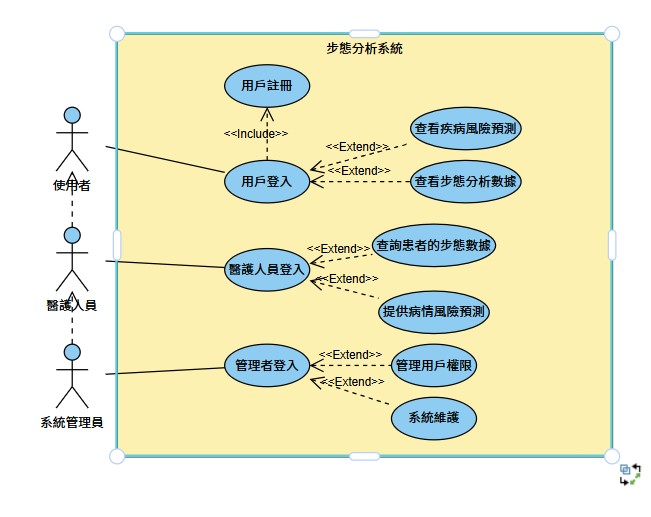 步態分析系統
用戶註冊
<<Include>>
用戶登入
<<Extend>>
查看疾病風險預測
<<Extend>>
查看步態分析數據
使用者
<<Extend>>
查詢患者的步態數據
醫護人員登入
<<Extend>>
提供病情風險預測
醫護人員
<<Extend>>
管理者登入
管理用戶權限
<<Extend>>
系統維護
系統管理員